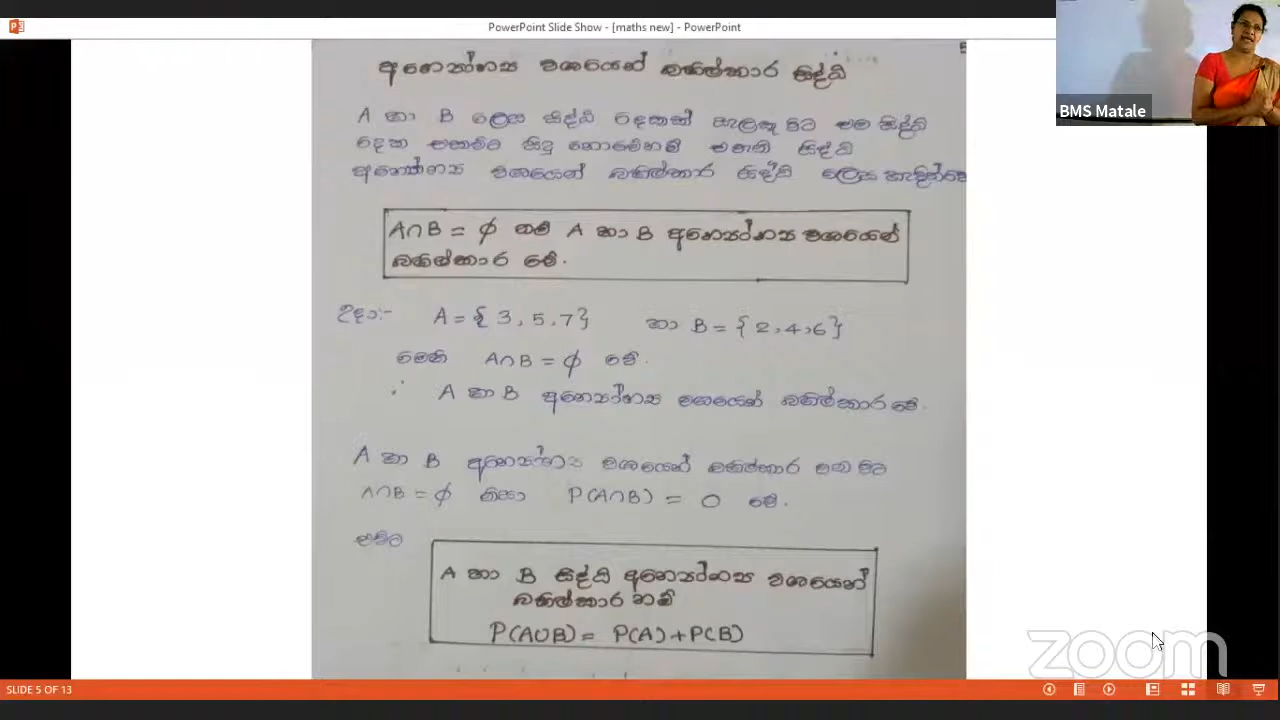 PowerPoint Slide Show - [maths new] - PowerPoint
BMS Matale
අන්‍යෝන්‍ය වශයෙන් බහිෂ්කාර සිද්ධි
A හා B ලෙස සිද්ධි දෙකක් සැලකූ විට එම සිද්ධි
දෙක එකවිට සිදු නොවේනම් එවැනි සිද්ධි
අන්‍යෝන්‍ය වශයෙන් බහිෂ්කාර සිද්ධි ලෙස හැඳින්වේ
A∩B = ϕ නම් A හා B අන්‍යෝන්‍ය වශයෙන්
බහිෂ්කාර වේ.
උදා:- A = { 3, 5, 7 } හා B = { 2, 4, 6 }
මෙහි A∩B = ϕ වේ.
∴ A හා B අන්‍යෝන්‍ය වශයෙන් බහිෂ්කාර වේ.
A හා B අන්‍යෝන්‍ය වශයෙන් බහිෂ්කාර විට
A∩B = ϕ නිසා P(A∩B) = 0 වේ.
එවිට
A හා B සිද්ධි අන්‍යෝන්‍ය වශයෙන්
බහිෂ්කාර නම්
P(A∪B) = P(A) + P(B)
zoom
SLIDE 5 OF 13